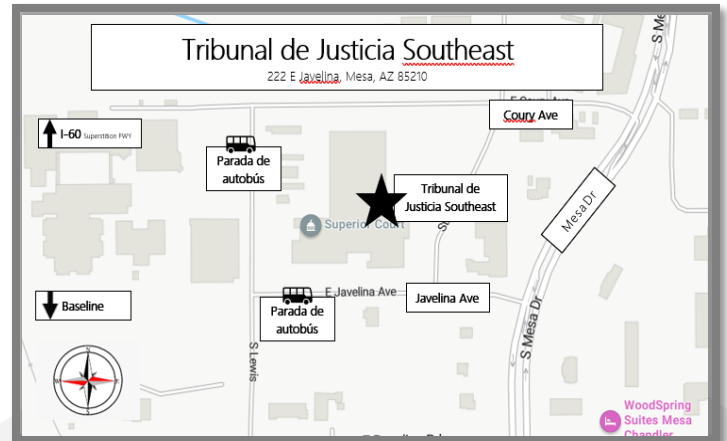 Tribunal de Justicia Southeast
222 E Javelina, Mesa, AZ 85210
S Me
I-60 Superstition FWY
Coury Ave
Parada de
autobús
Tribunal de
Justicia Southeast
Mesa Dr
Superior Court
Baseline
E Javelina Ave
Javelina Ave
Parada de
autobús
S Mesa Dr
S Lewis
N
W
E
S
WoodSpring
Suites Mesa
Chandler